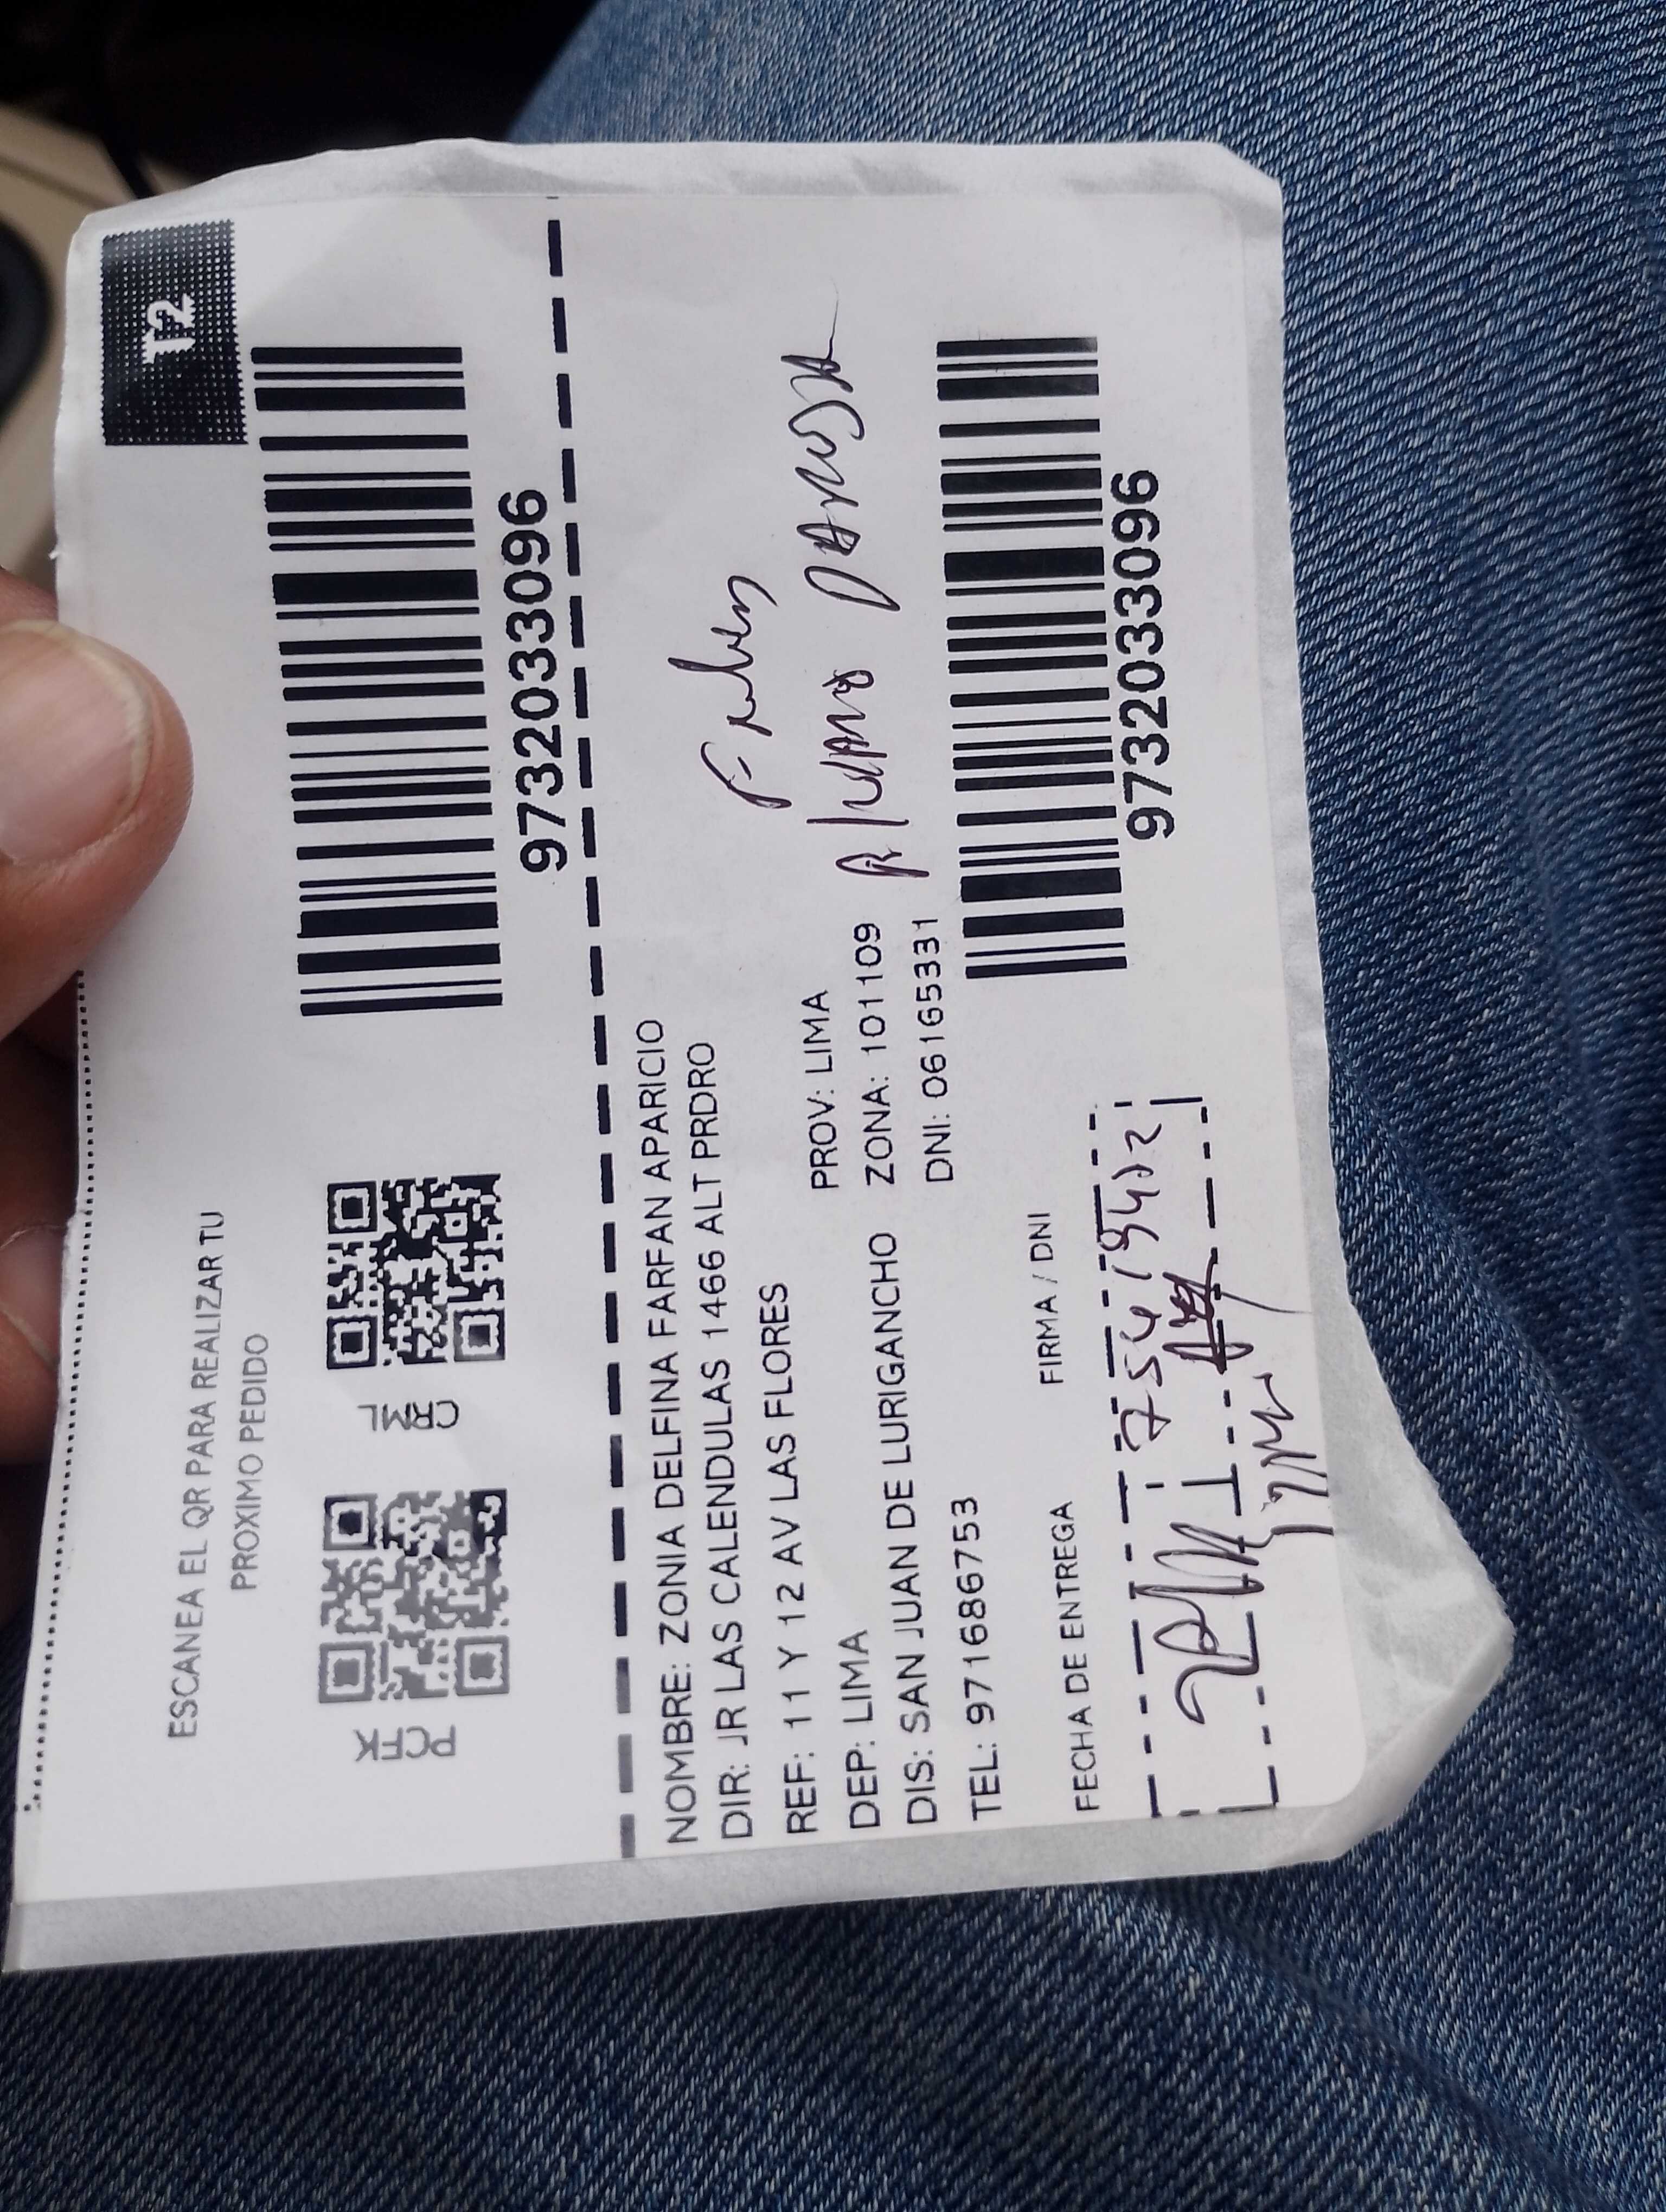 T2
ESCANEA EL QR PARA REALIZAR TU
PROXIMO PEDIDO
9732033096
NOMBRE: ZONIA DELFINA FARFAN APARICIO
DIR: JR LAS CALENDULAS 1466 ALT PRDRO
REF: 11 Y 12 AV LAS FLORES
DEP: LIMA PROV: LIMA
DIS: SAN JUAN DE LURIGANCHO ZONA: 101109
TEL: 971686753 DNI: 06165331
FECHA DE ENTREGA FIRMA / DNI
9732033096